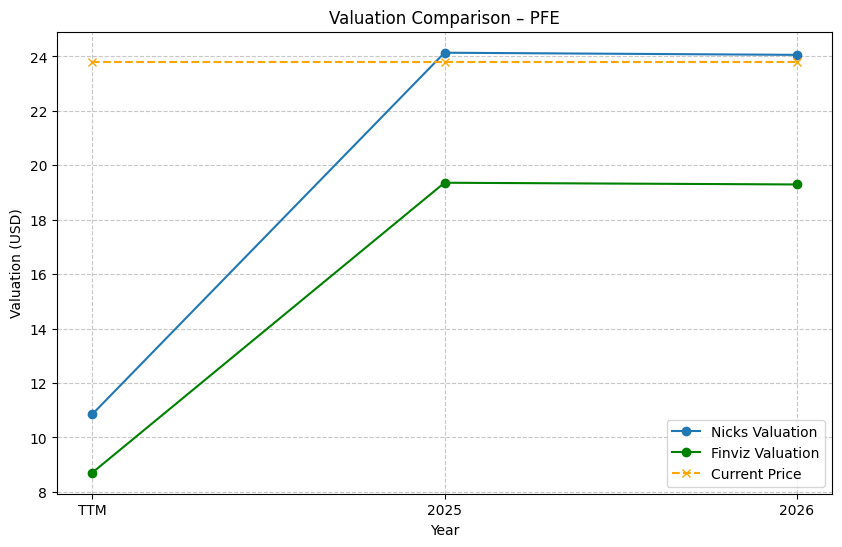 Valuation Comparison – PFE
Valuation (USD)
24
22
20
18
16
14
12
10
8
TTM
2025
2026
Year
Nicks Valuation
Finviz Valuation
Current Price